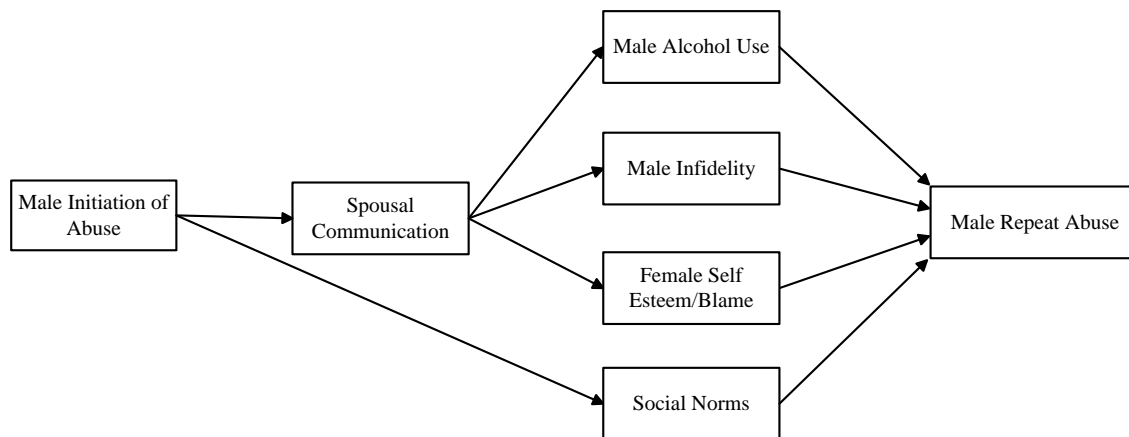 Male Alcohol Use
Male Infidelity
Male Initiation of
Abuse
Spousal
Communication
Male Repeat Abuse
Female Self
Esteem/Blame
Social Norms